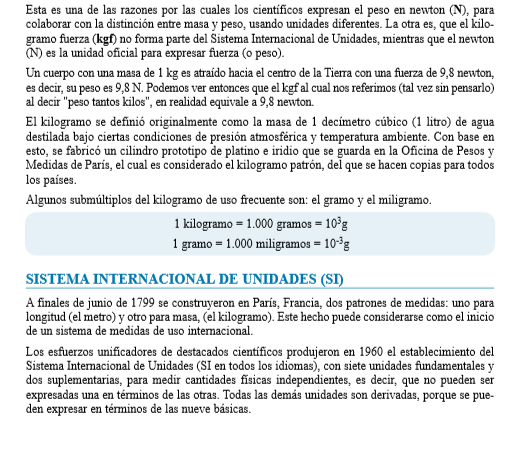 Esta es una de las razones por las cuales los científicos expresan el peso en newton (N), para
colaborar con la distinción entre masa y peso, usando unidades diferentes. La otra es, que el kilo-
gramo fuerza (kgf) no forma parte del Sistema Internacional de Unidades, mientras que el newton
(N) es la unidad oficial para expresar fuerza (o peso).
Un cuerpo con una masa de 1 kg es atraído hacia el centro de la Tierra con una fuerza de 9,8 newton,
es decir, su peso es 9,8 N. Podemos ver entonces que el kgf al cual nos referimos (tal vez sin pensarlo)
al decir "peso tantos kilos", en realidad equivale a 9,8 newton.
El kilogramo se definió originalmente como la masa de 1 decímetro cúbico (1 litro) de agua
destilada bajo ciertas condiciones de presión atmosférica y temperatura ambiente. Con base en
esto, se fabricó un cilindro prototipo de platino e iridio que se guarda en la Oficina de Pesos y
Medidas de París, el cual es considerado el kilogramo patrón, del que se hacen copias para todos
los países.
Algunos submúltiplos del kilogramo de uso frecuente son: el gramo y el miligramo.
1 kilogramo = 1.000 gramos = 10³g
1 gramo = 1.000 miligramos = 10⁻³g
SISTEMA INTERNACIONAL DE UNIDADES (SI)
A finales de junio de 1799 se construyeron en París, Francia, dos patrones de medidas: uno para
longitud (el metro) y otro para masa, (el kilogramo). Este hecho puede considerarse como el inicio
de un sistema de medidas de uso internacional.
Los esfuerzos unificadores de destacados científicos produjeron en 1960 el establecimiento del
Sistema Internacional de Unidades (SI en todos los idiomas), con siete unidades fundamentales y
dos suplementarias, para medir cantidades físicas independientes, es decir, que no pueden ser
expresadas una en términos de las otras. Todas las demás unidades son derivadas, porque se pue-
den expresar en términos de las nueve básicas.